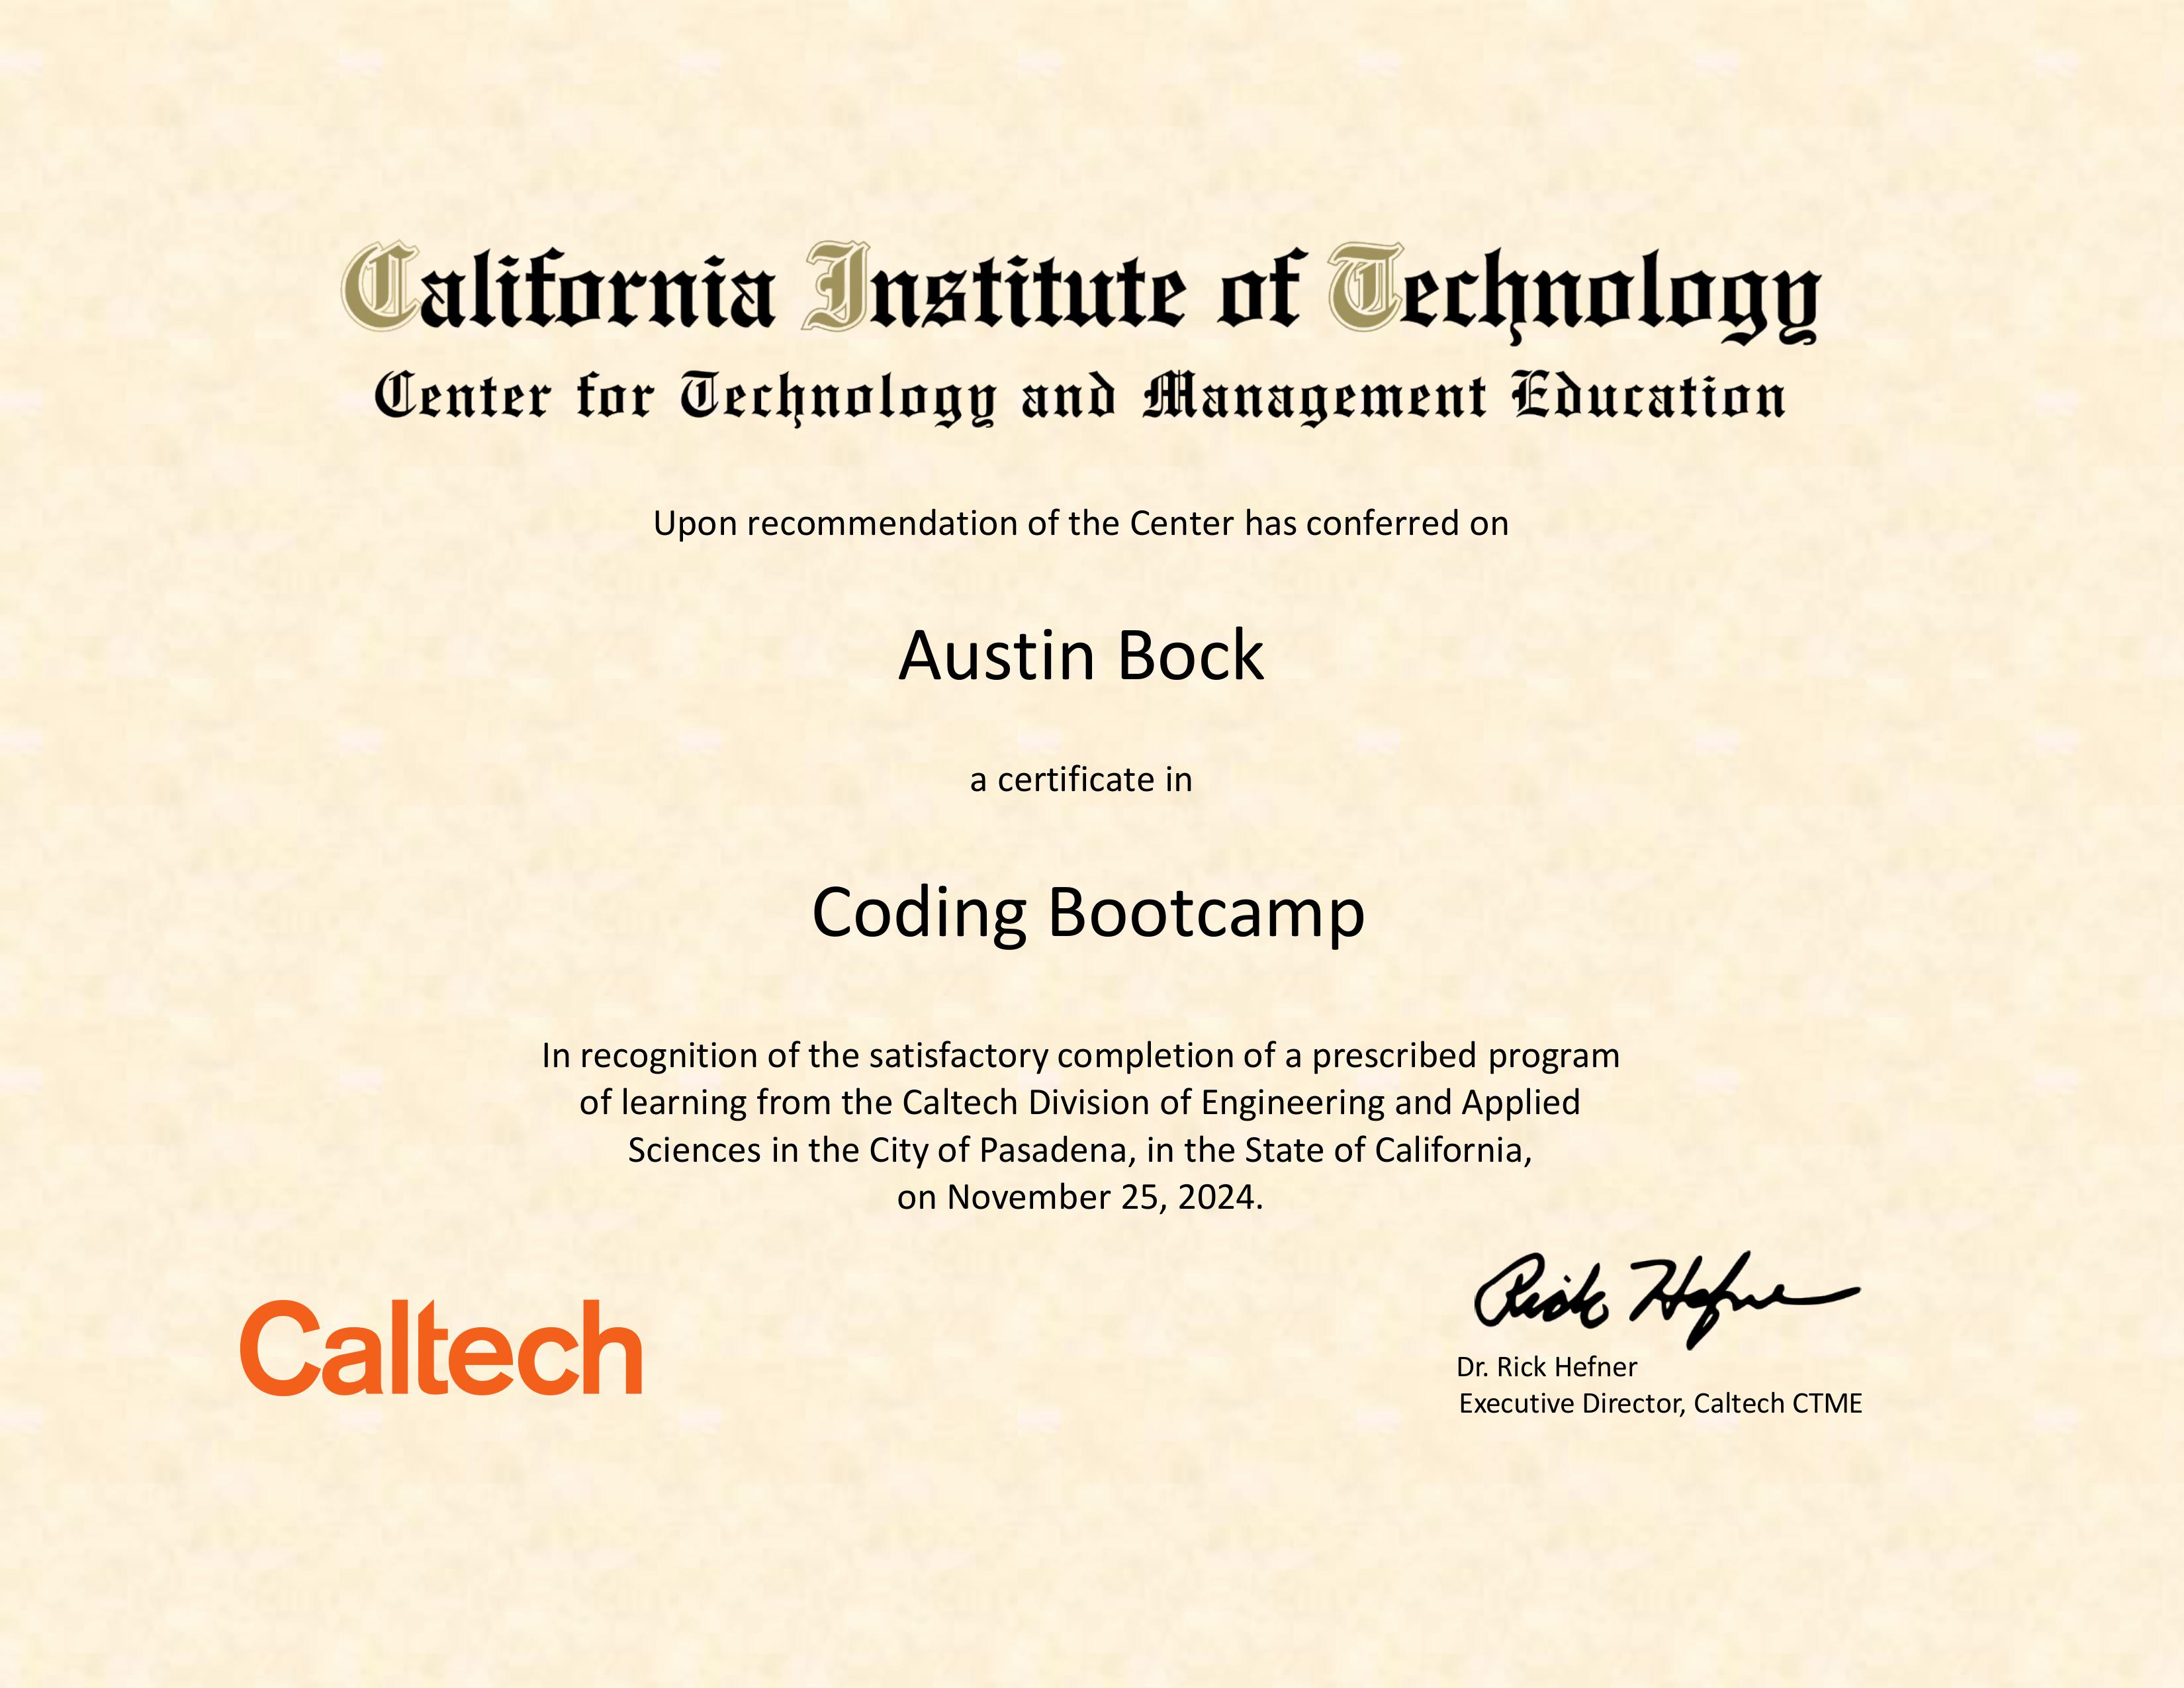 California Institute of Technology
Center for Technology and Management Education
Upon recommendation of the Center has conferred on
Austin Bock
a certificate in
Coding Bootcamp
In recognition of the satisfactory completion of a prescribed program
of learning from the Caltech Division of Engineering and Applied
Sciences in the City of Pasadena, in the State of California,
on November 25, 2024.
Caltech
Rick Hefner
Dr. Rick Hefner
Executive Director, Caltech CTME